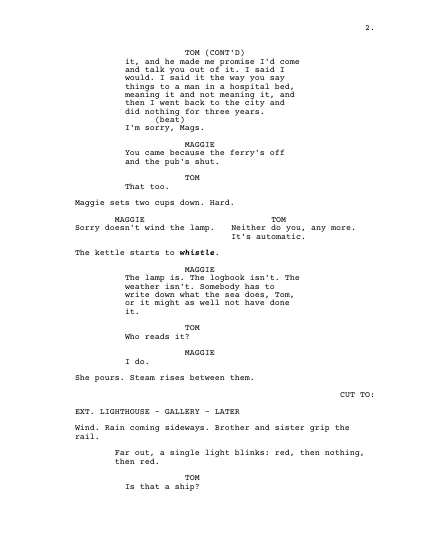 2.
TOM (CONT'D)
it, and he made me promise I'd come
and talk you out of it. I said I
would. I said it the way you say
things to a man in a hospital bed,
meaning it and not meaning it, and
then I went back to the city and
did nothing for three years.
(beat)
I'm sorry, Mags.
MAGGIE
You came because the ferry's off
and the pub's shut.
TOM
That too.
Maggie sets two cups down. Hard.
MAGGIE
Sorry doesn't wind the lamp.
TOM
Neither do you, any more.
It's automatic.
The kettle starts to whistle.
MAGGIE
The lamp is. The logbook isn't. The
weather isn't. Somebody has to
write down what the sea does, Tom,
or it might as well not have done
it.
TOM
Who reads it?
MAGGIE
I do.
She pours. Steam rises between them.
CUT TO:
EXT. LIGHTHOUSE - GALLERY - LATER
Wind. Rain coming sideways. Brother and sister grip the
rail.
Far out, a single light blinks: red, then nothing,
then red.
TOM
Is that a ship?